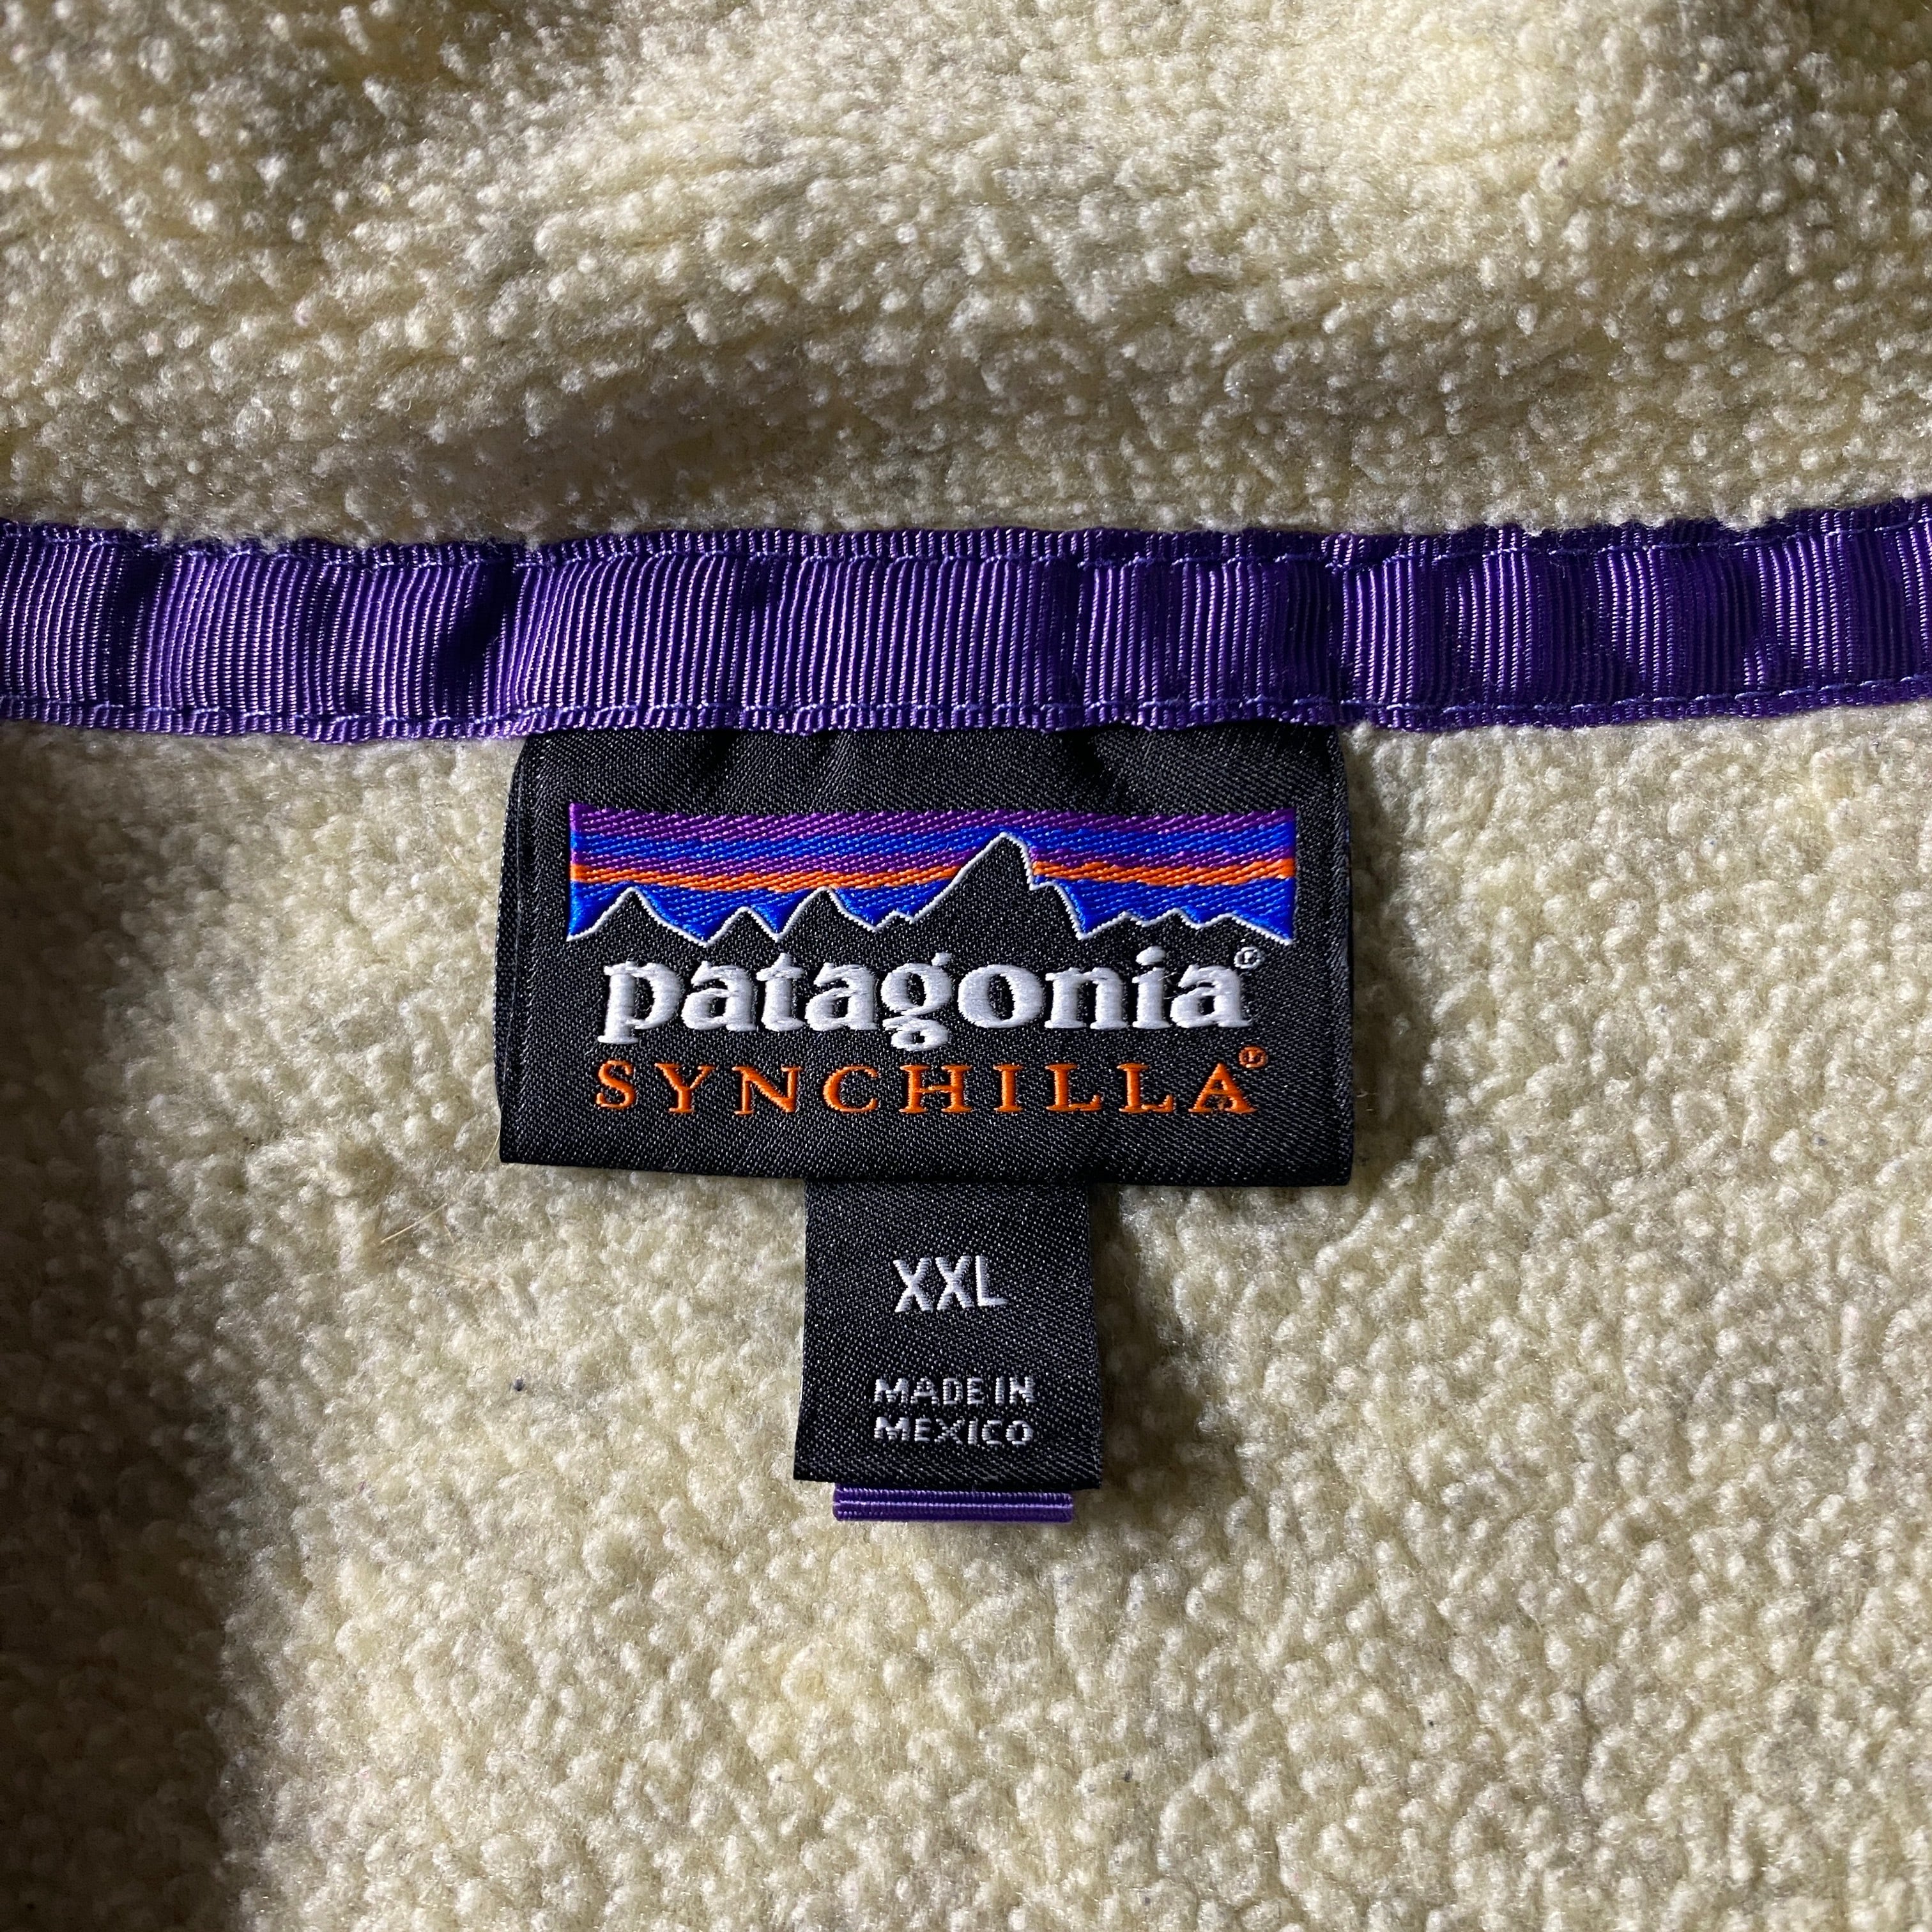 patagonia®
SYNCHILLA®
XXL
MADE IN
MEXICO